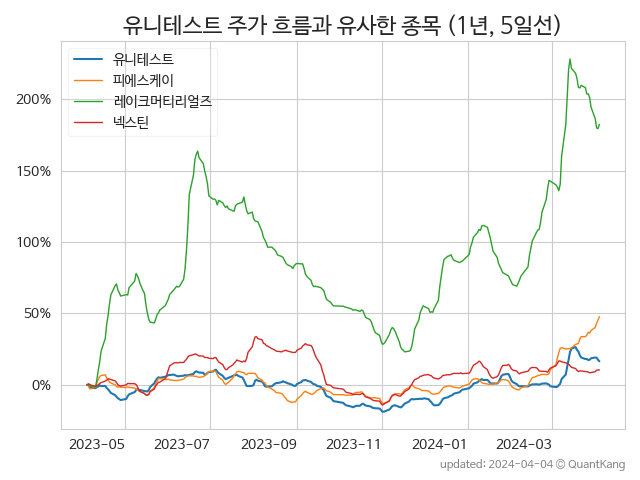 유니테스트 주가 흐름과 유사한 종목 (1년, 5일선)
유니테스트
피에스케이
레이크머티리얼즈
넥스틴
200%
150%
100%
50%
0%
2023-05 2023-07 2023-09 2023-11 2024-01 2024-03
updated: 2024-04-04 © QuantKang